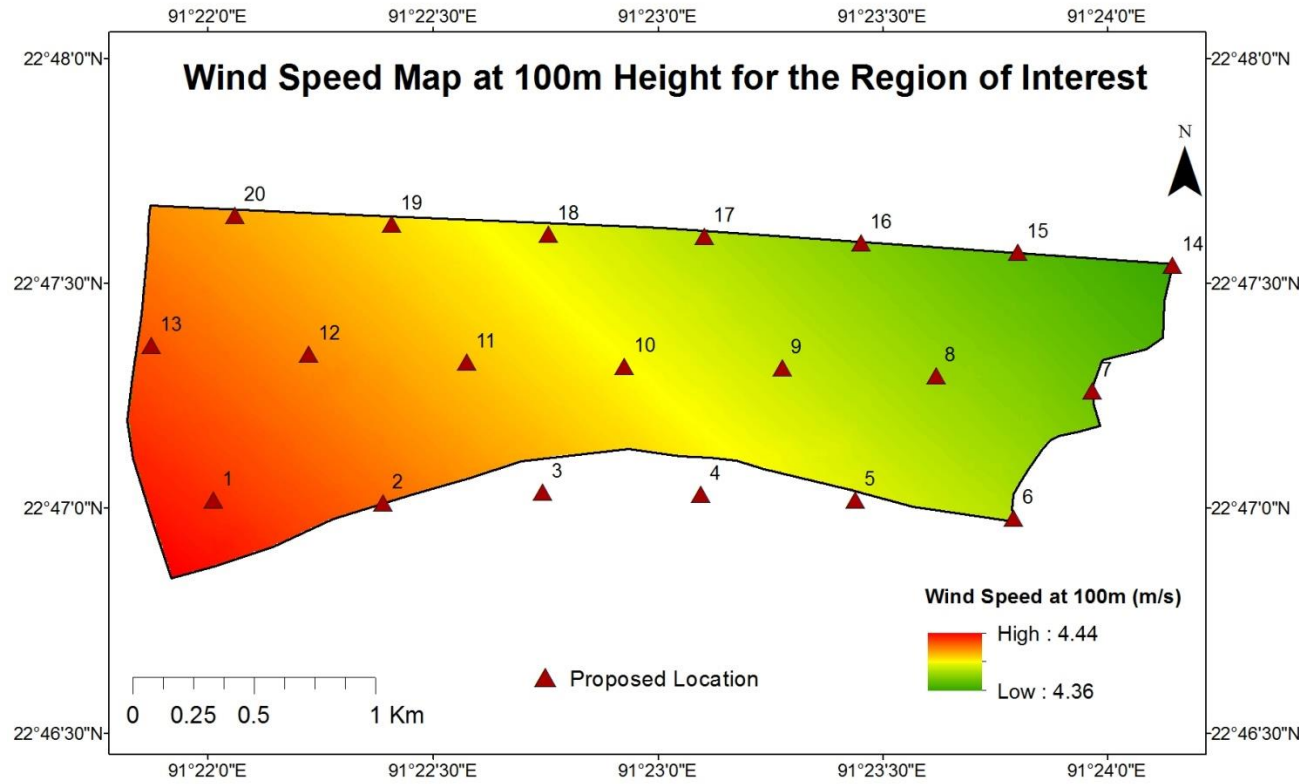 91°22'0"E 91°22'30"E 91°23'0"E 91°23'30"E 91°24'0"E
22°48'0"N 22°48'0"N
Wind Speed Map at 100m Height for the Region of Interest
N
20 19 18 17 16 15 14
22°47'30"N 22°47'30"N
13 12 11 10 9 8 7
1 2 3 4 5 6
22°47'0"N 22°47'0"N
Wind Speed at 100m (m/s)
High : 4.44
Low : 4.36
Proposed Location
0 0.25 0.5 1 Km
22°46'30"N 22°46'30"N
91°22'0"E 91°22'30"E 91°23'0"E 91°23'30"E 91°24'0"E